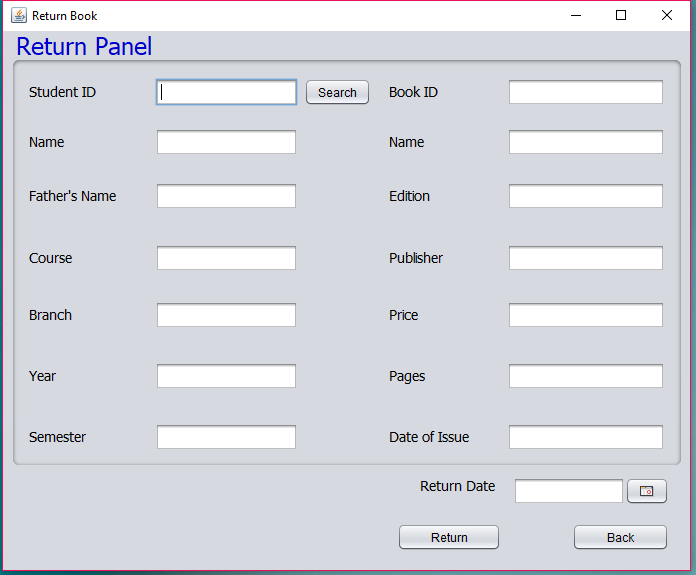 Return Book
Return Panel
Student ID Search Book ID
Name Name
Father's Name Edition
Course Publisher
Branch Price
Year Pages
Semester Date of Issue
Return Date
Return Back